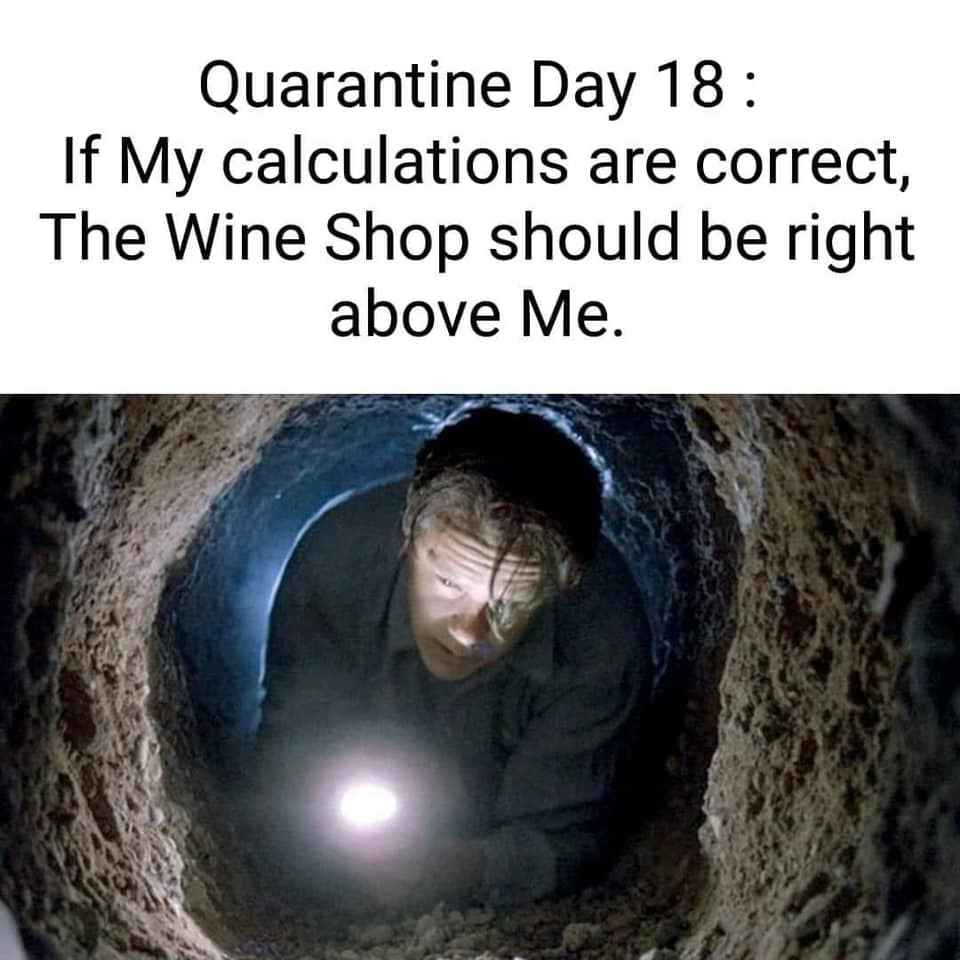 Quarantine Day 18 :
If My calculations are correct,
The Wine Shop should be right
above Me.